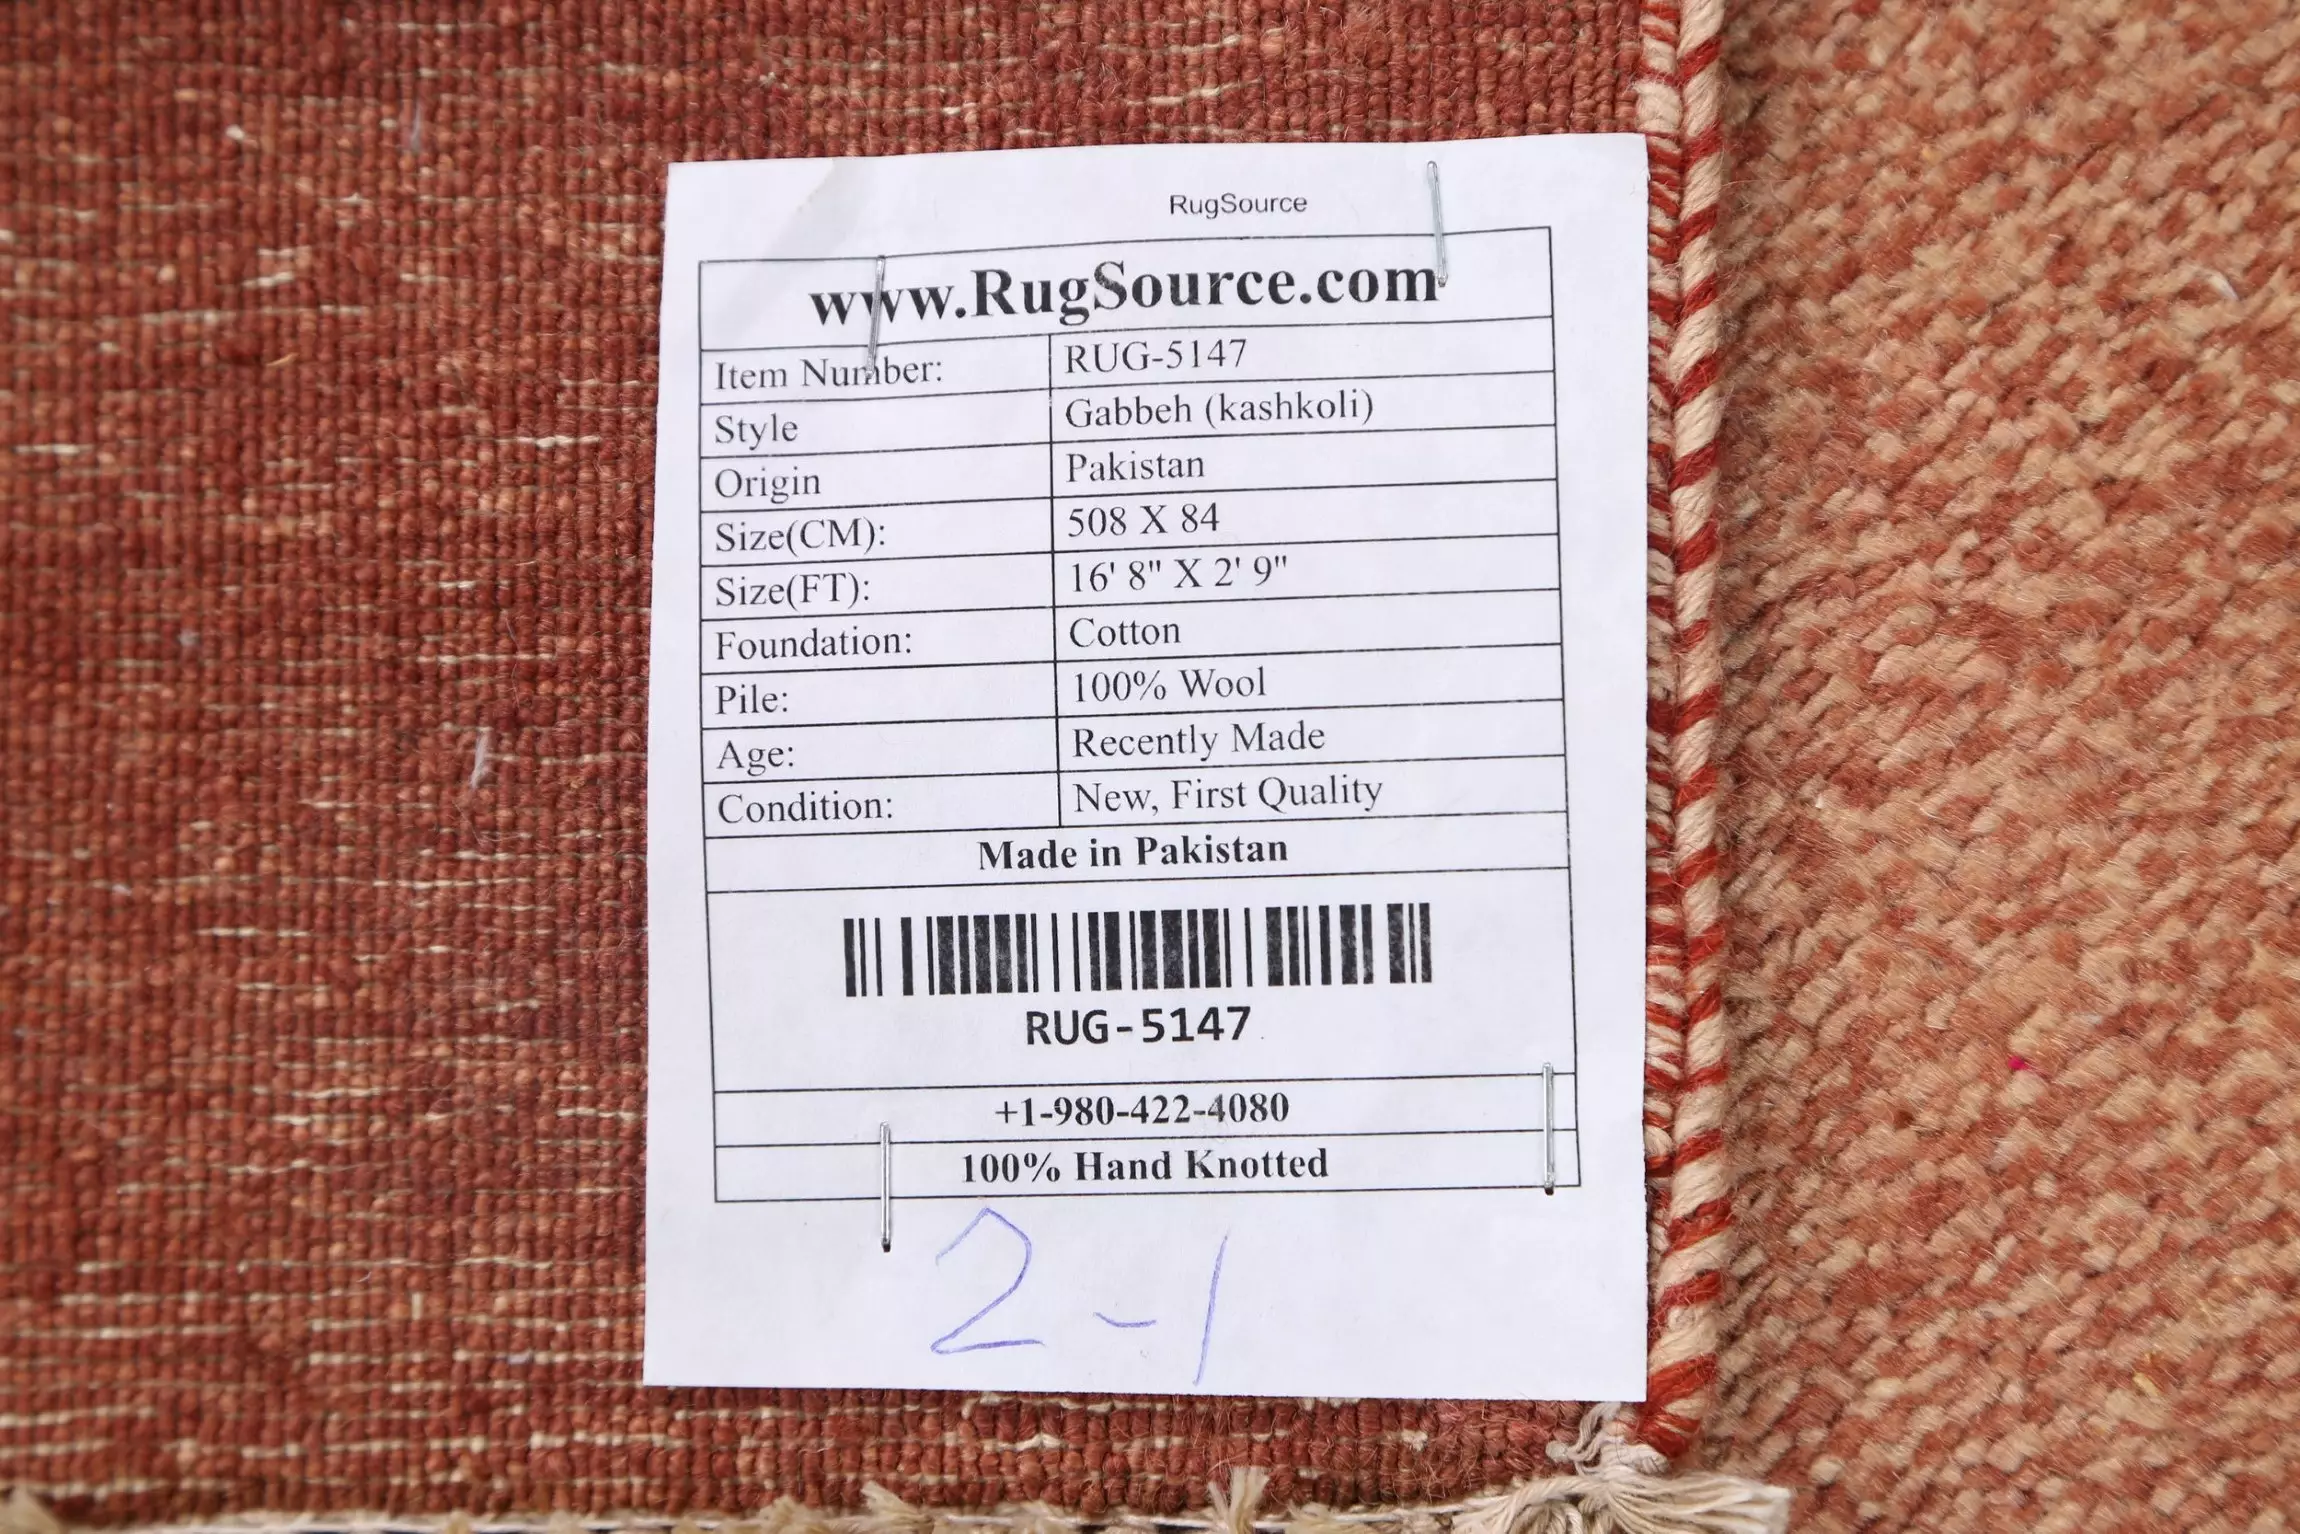 RugSource
www.RugSource.com
Item Number: RUG-5147
Style Gabbeh (kashkoli)
Origin Pakistan
Size(CM): 508 X 84
Size(FT): 16' 8" X 2' 9"
Foundation: Cotton
Pile: 100% Wool
Age: Recently Made
Condition: New, First Quality
Made in Pakistan
RUG-5147
+1-980-422-4080
100% Hand Knotted
2-1